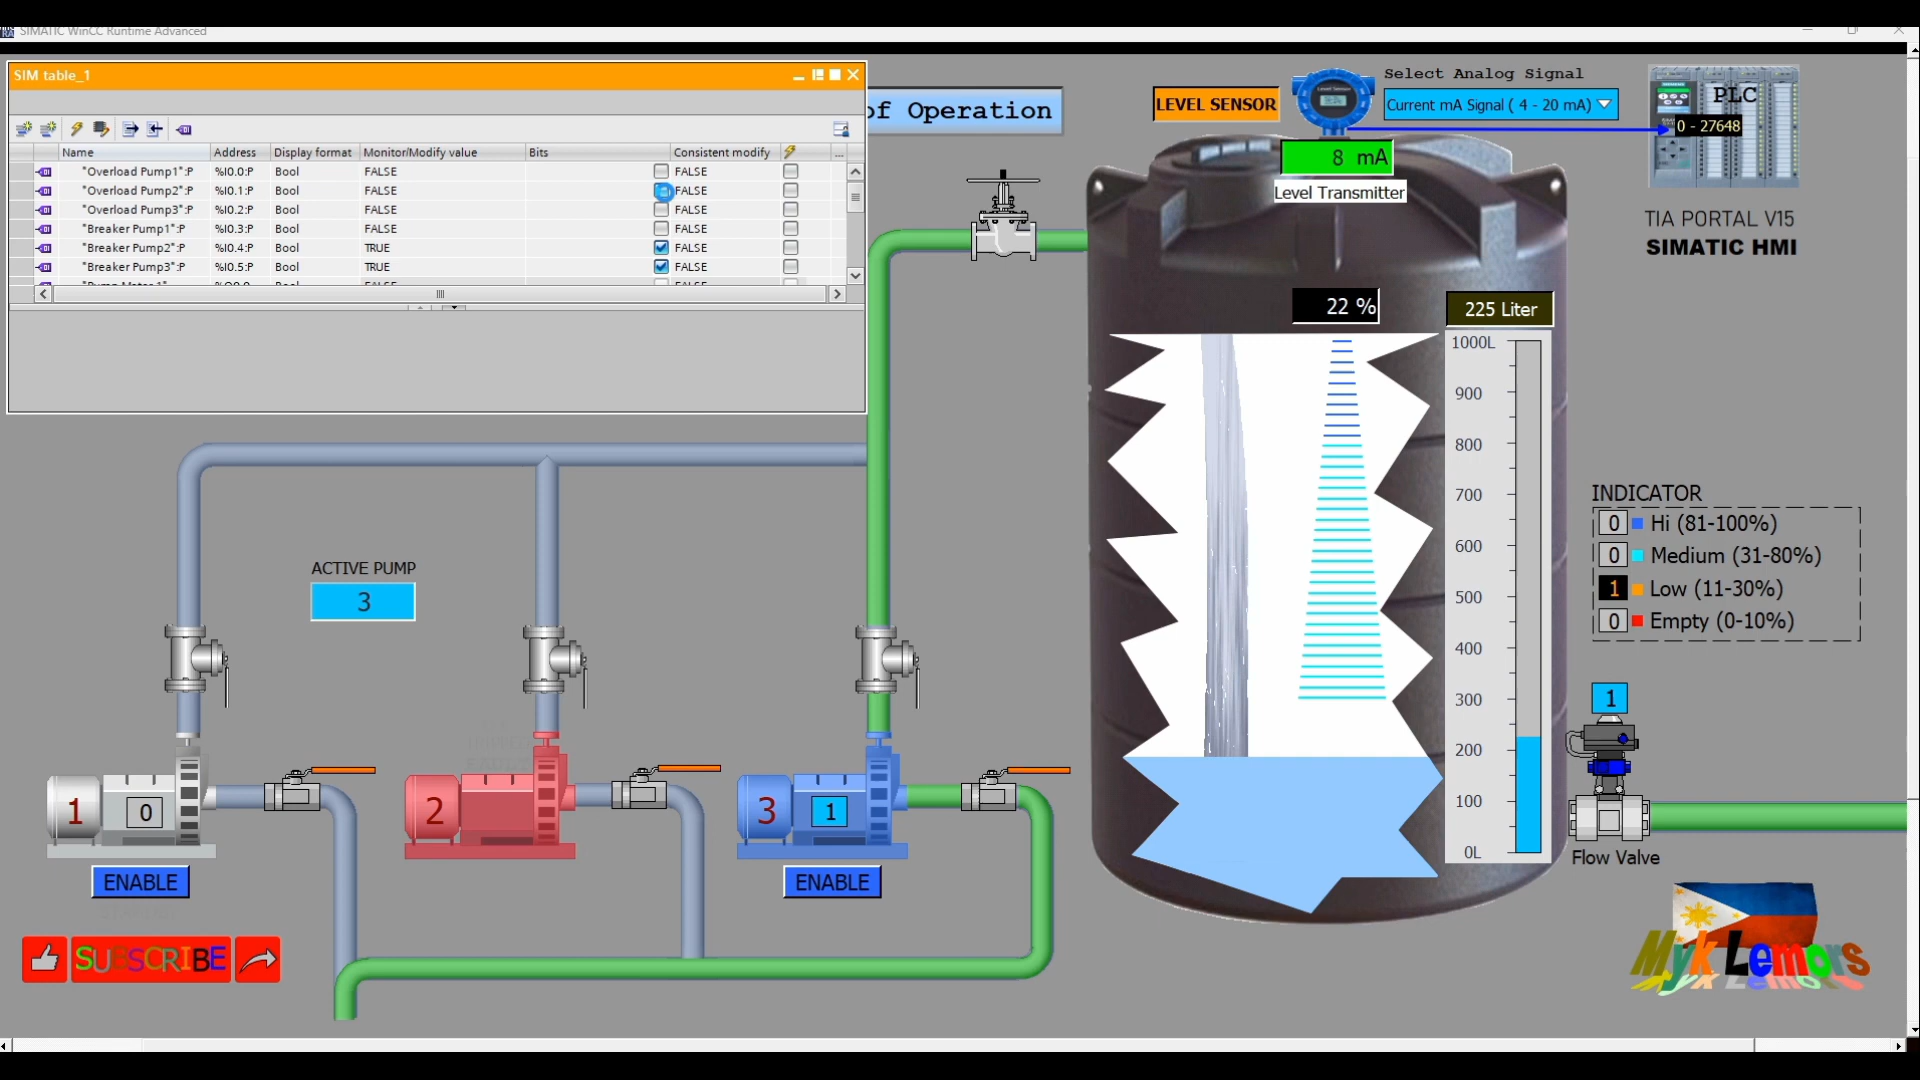 SIMATIC WinCC Runtime Advanced
SIM table_1
Name Address Display format Monitor/Modify value Bits Consistent modify ...
"Overload Pump1":P %I0.0:P Bool FALSE FALSE
"Overload Pump2":P %I0.1:P Bool FALSE FALSE
"Overload Pump3":P %I0.2:P Bool FALSE FALSE
"Breaker Pump1":P %I0.3:P Bool FALSE FALSE
"Breaker Pump2":P %I0.4:P Bool TRUE FALSE
"Breaker Pump3":P %I0.5:P Bool TRUE FALSE
of Operation
LEVEL SENSOR
Select Analog Signal
Current mA Signal ( 4 - 20 mA)
PLC
0 - 27648
8 mA
Level Transmitter
TIA PORTAL V15
SIMATIC HMI
22 %
225 Liter
1000L
900
800
700
600
500
400
300
200
100
0L
INDICATOR
0 Hi (81-100%)
0 Medium (31-80%)
1 Low (11-30%)
0 Empty (0-10%)
ACTIVE PUMP
3
1
Flow Valve
1 0
2
3 1
ENABLE
ENABLE
SUBSCRIBE
Myk Lemors